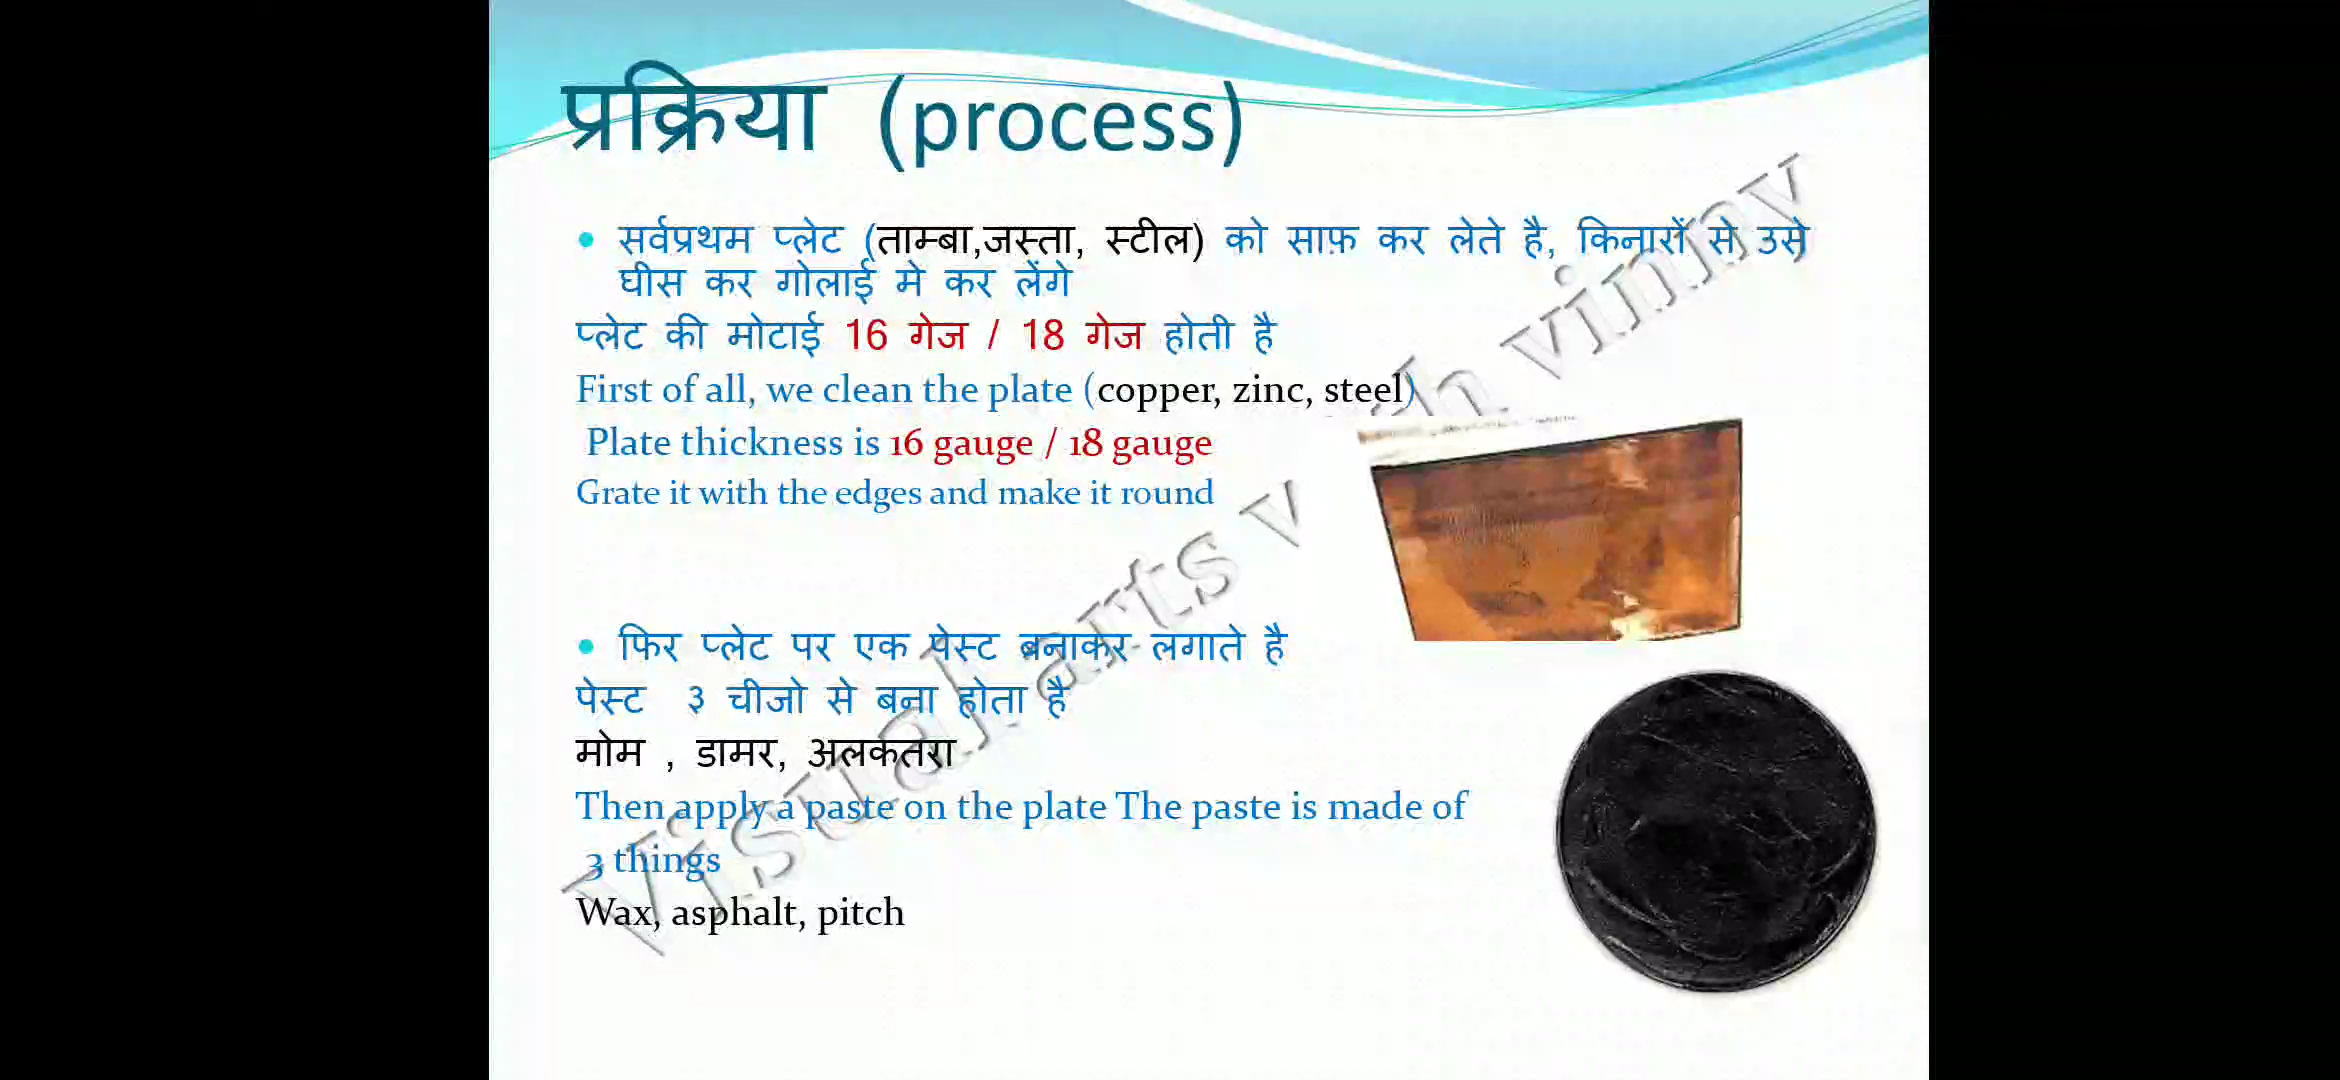 प्रक्रिया (process)
• सर्वप्रथम प्लेट (ताम्बा,जस्ता, स्टील) को साफ़ कर लेते है, किनारों से उसे
घीस कर गोलाई मे कर लेंगे
प्लेट की मोटाई 16 गेज / 18 गेज होती है
First of all, we clean the plate (copper, zinc, steel)
Plate thickness is 16 gauge / 18 gauge
Grate it with the edges and make it round
• फिर प्लेट पर एक पेस्ट बनाकर लगाते है
पेस्ट ३ चीजो से बना होता है
मोम , डामर, अलकतरा
Then apply a paste on the plate The paste is made of
3 things
Wax, asphalt, pitch
Visual arts
vinny